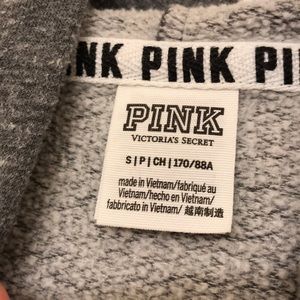 PINK PINK PI
PINK
VICTORIA'S SECRET
S | P | CH | 170/88A
made in Vietnam/fabriqué au
Vietnam/hecho en Vietnam/
fabbricato in Vietnam/越南制造